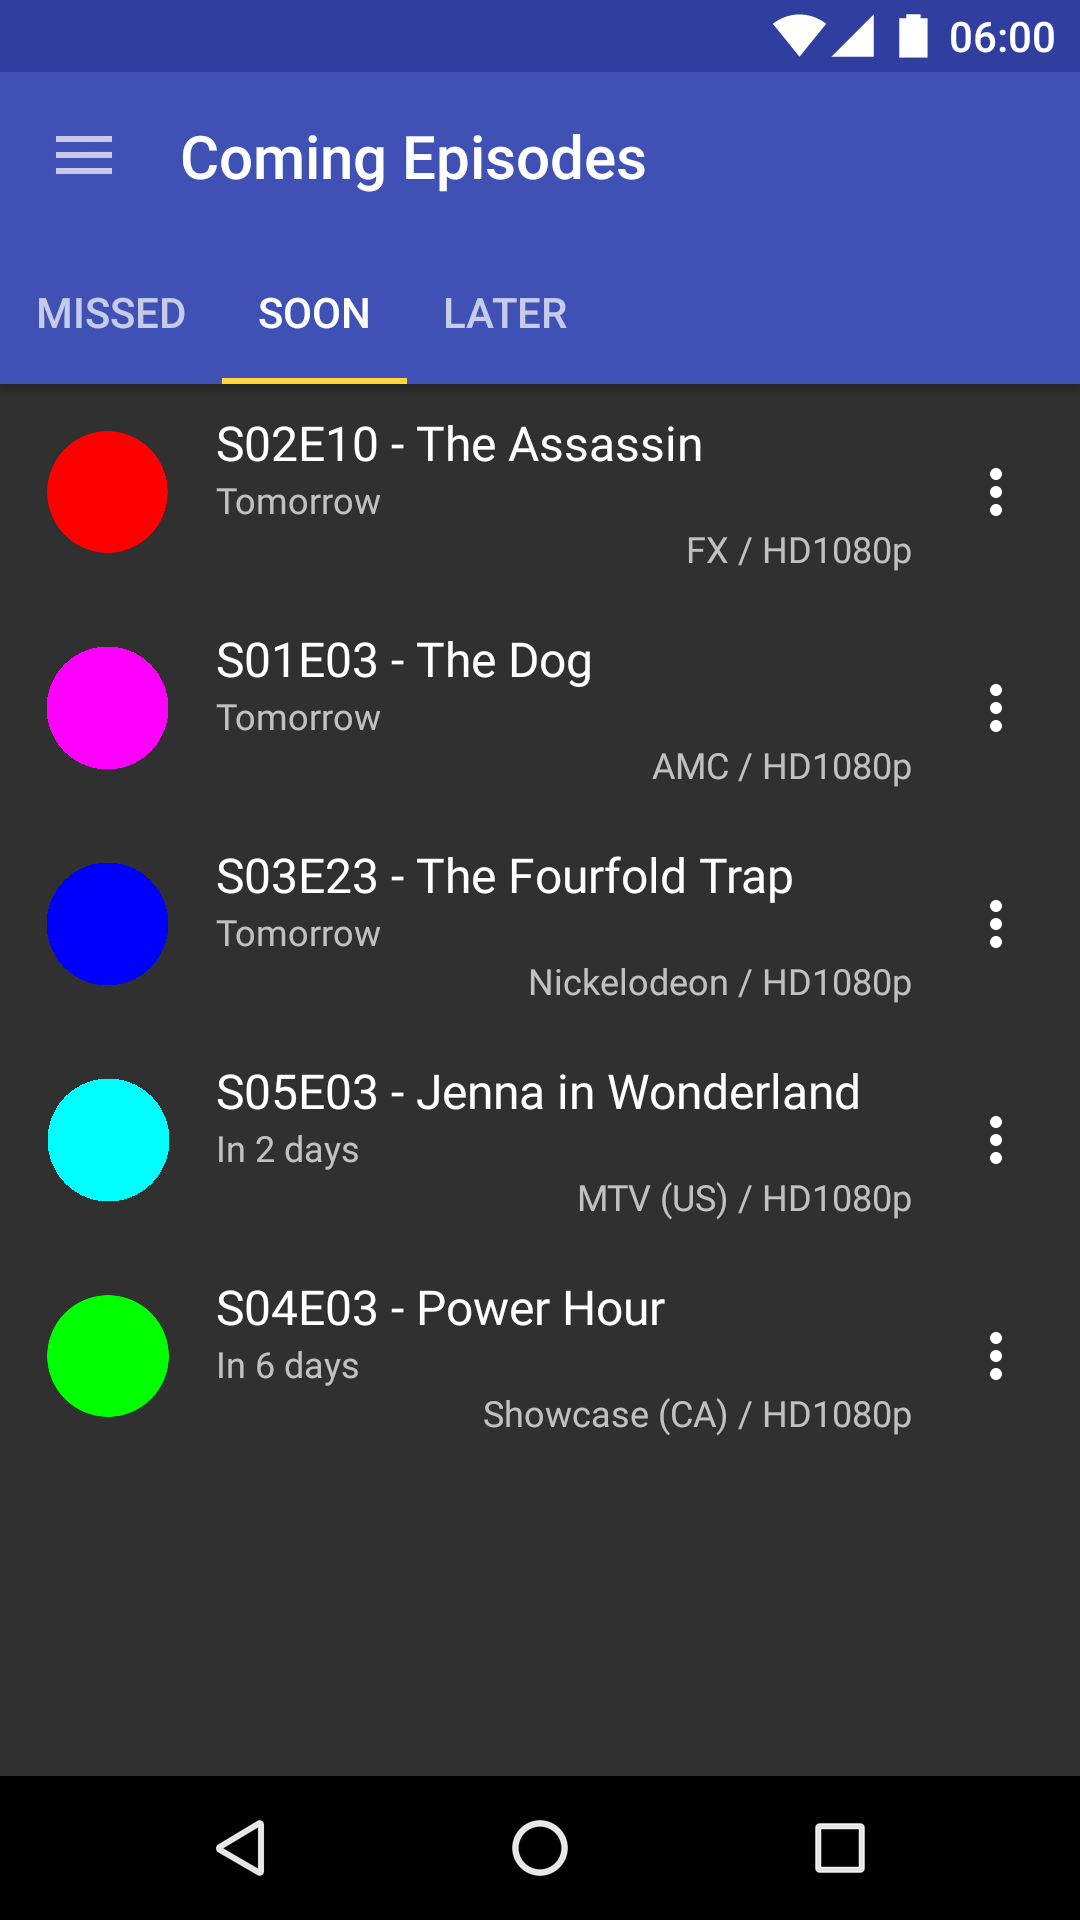 06:00
Coming Episodes
MISSED SOON LATER
S02E10 - The Assassin
Tomorrow
FX / HD1080p
S01E03 - The Dog
Tomorrow
AMC / HD1080p
S03E23 - The Fourfold Trap
Tomorrow
Nickelodeon / HD1080p
S05E03 - Jenna in Wonderland
In 2 days
MTV (US) / HD1080p
S04E03 - Power Hour
In 6 days
Showcase (CA) / HD1080p